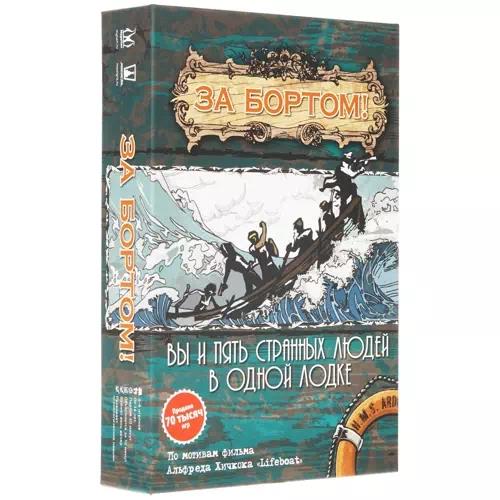 ЗА БОРТОМ!
ЗА БОРТОМ!
ВЫ И ПЯТЬ СТРАННЫХ ЛЮДЕЙ
В ОДНОЙ ЛОДКЕ
Продано
70 ТЫСЯЧ
игр
По мотивам фильма
Альфреда Хичкока «Lifeboat»
H. M. S. ARD